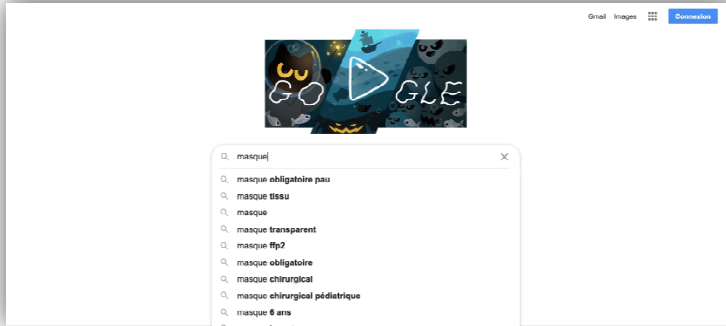 Gmail Images Connexion
GO GLE
masque
masque obligatoire pau
masque tissu
masque
masque transparent
masque ffp2
masque obligatoire
masque chirurgical
masque chirurgical pédiatrique
masque 6 ans